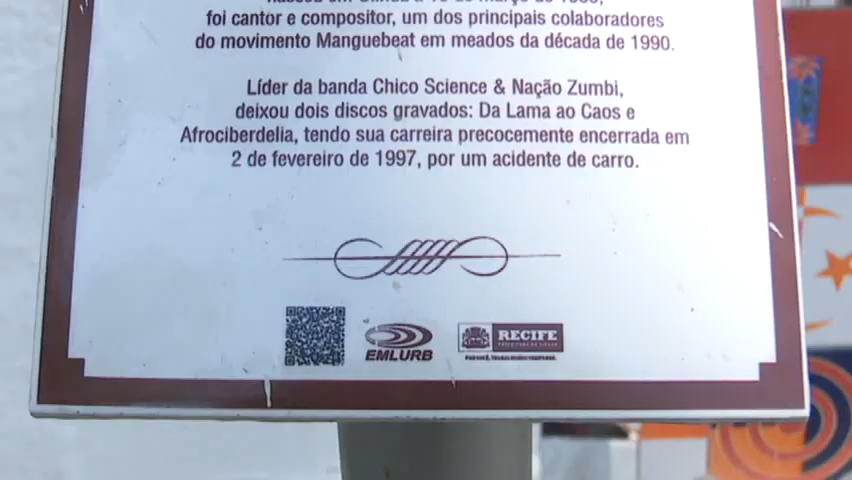 foi cantor e compositor, um dos principais colaboradores
do movimento Manguebeat em meados da década de 1990.
Líder da banda Chico Science & Nação Zumbi,
deixou dois discos gravados: Da Lama ao Caos e
Afrociberdelia, tendo sua carreira precocemente encerrada em
2 de fevereiro de 1997, por um acidente de carro.
EMLURB
RECIFE